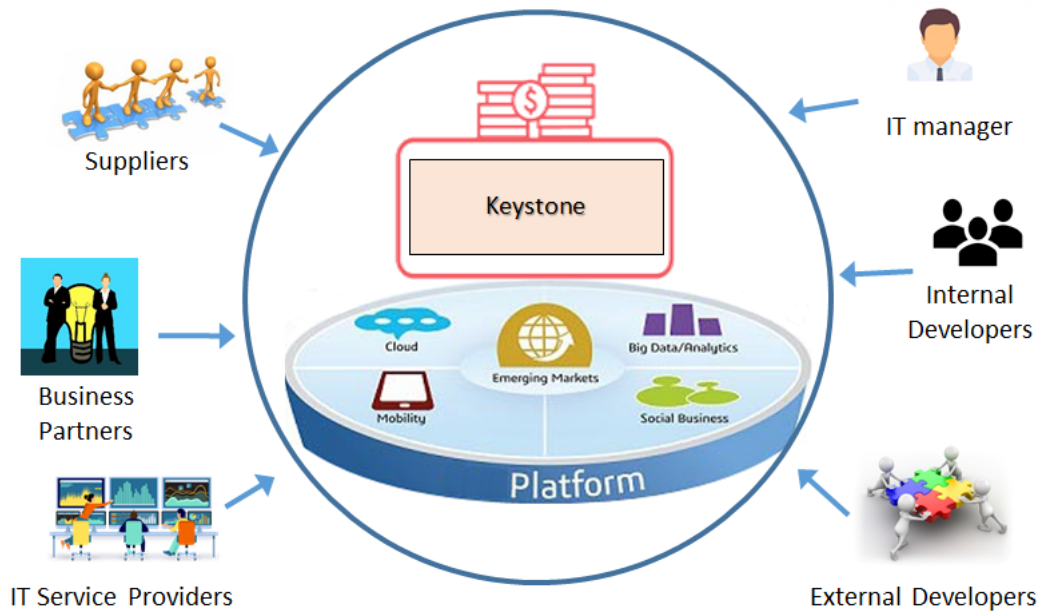 Suppliers
IT manager
$
Keystone
Internal
Developers
Business
Partners
Cloud
Big Data/Analytics
Emerging Markets
Mobility
Social Business
Platform
IT Service Providers
External Developers